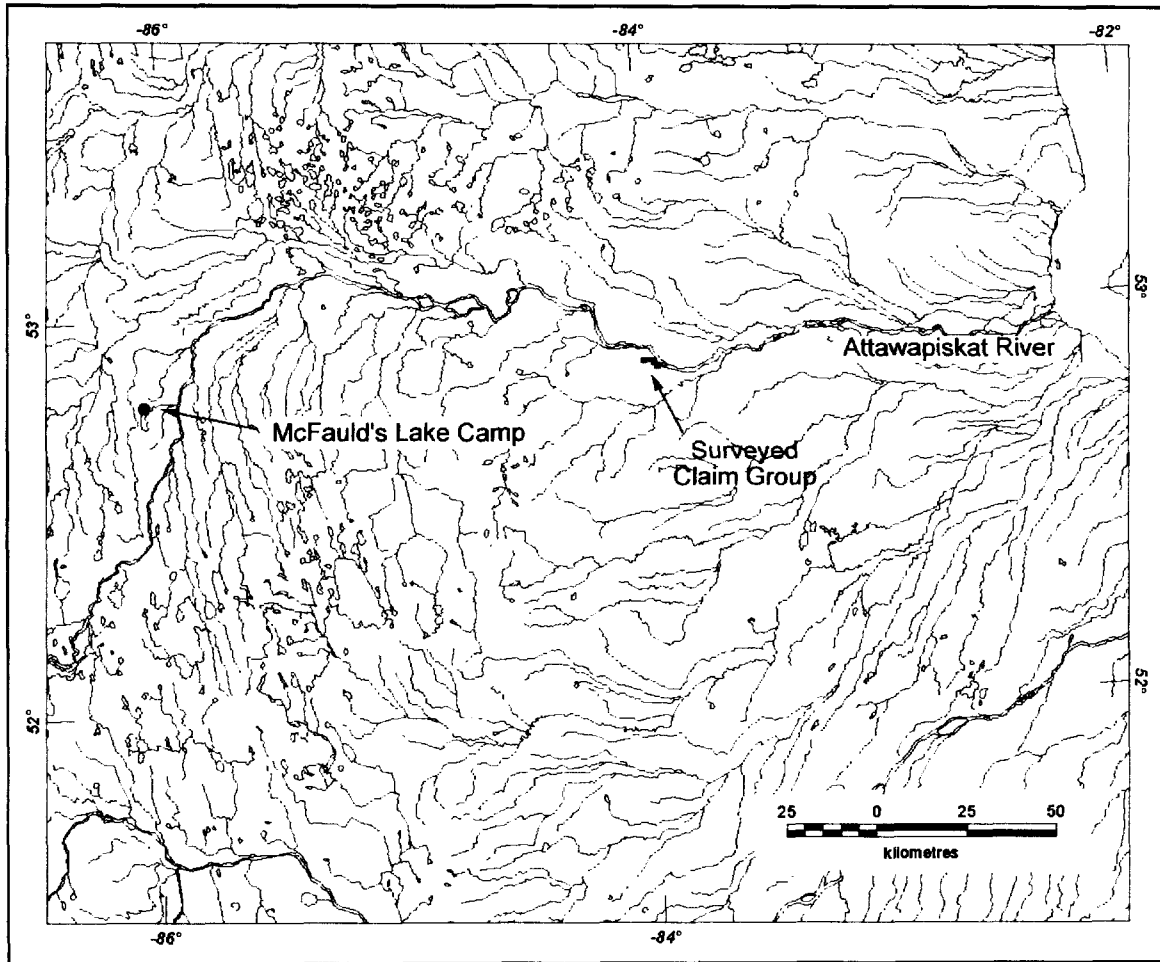 -86° -84° -82°
53°
53°
Attawapiskat River
McFauld's Lake Camp
Surveyed
Claim Group
52°
52°
25 0 25 50
kilometres
-86° -84°